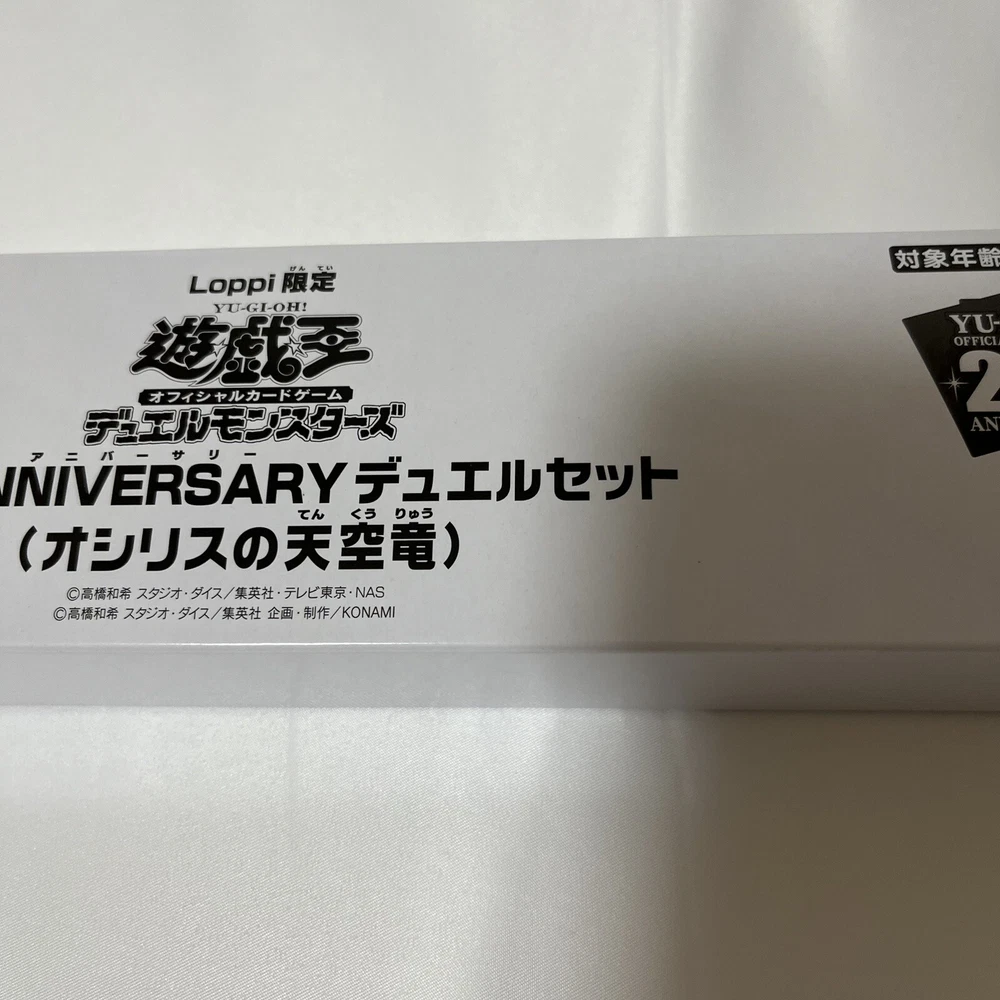 Loppi 限定
げん てい
YU-GI-OH!
遊戯王
オフィシャルカードゲーム
デュエルモンスターズ
アニバーサリー
NNIVERSARYデュエルセット
てん くう りゅう
(オシリスの天空竜)
©高橋和希 スタジオ・ダイス/集英社・テレビ東京・NAS
©高橋和希 スタジオ・ダイス/集英社 企画・制作/KONAMI
対象年齢
YU-
OFFICIA
2
AN